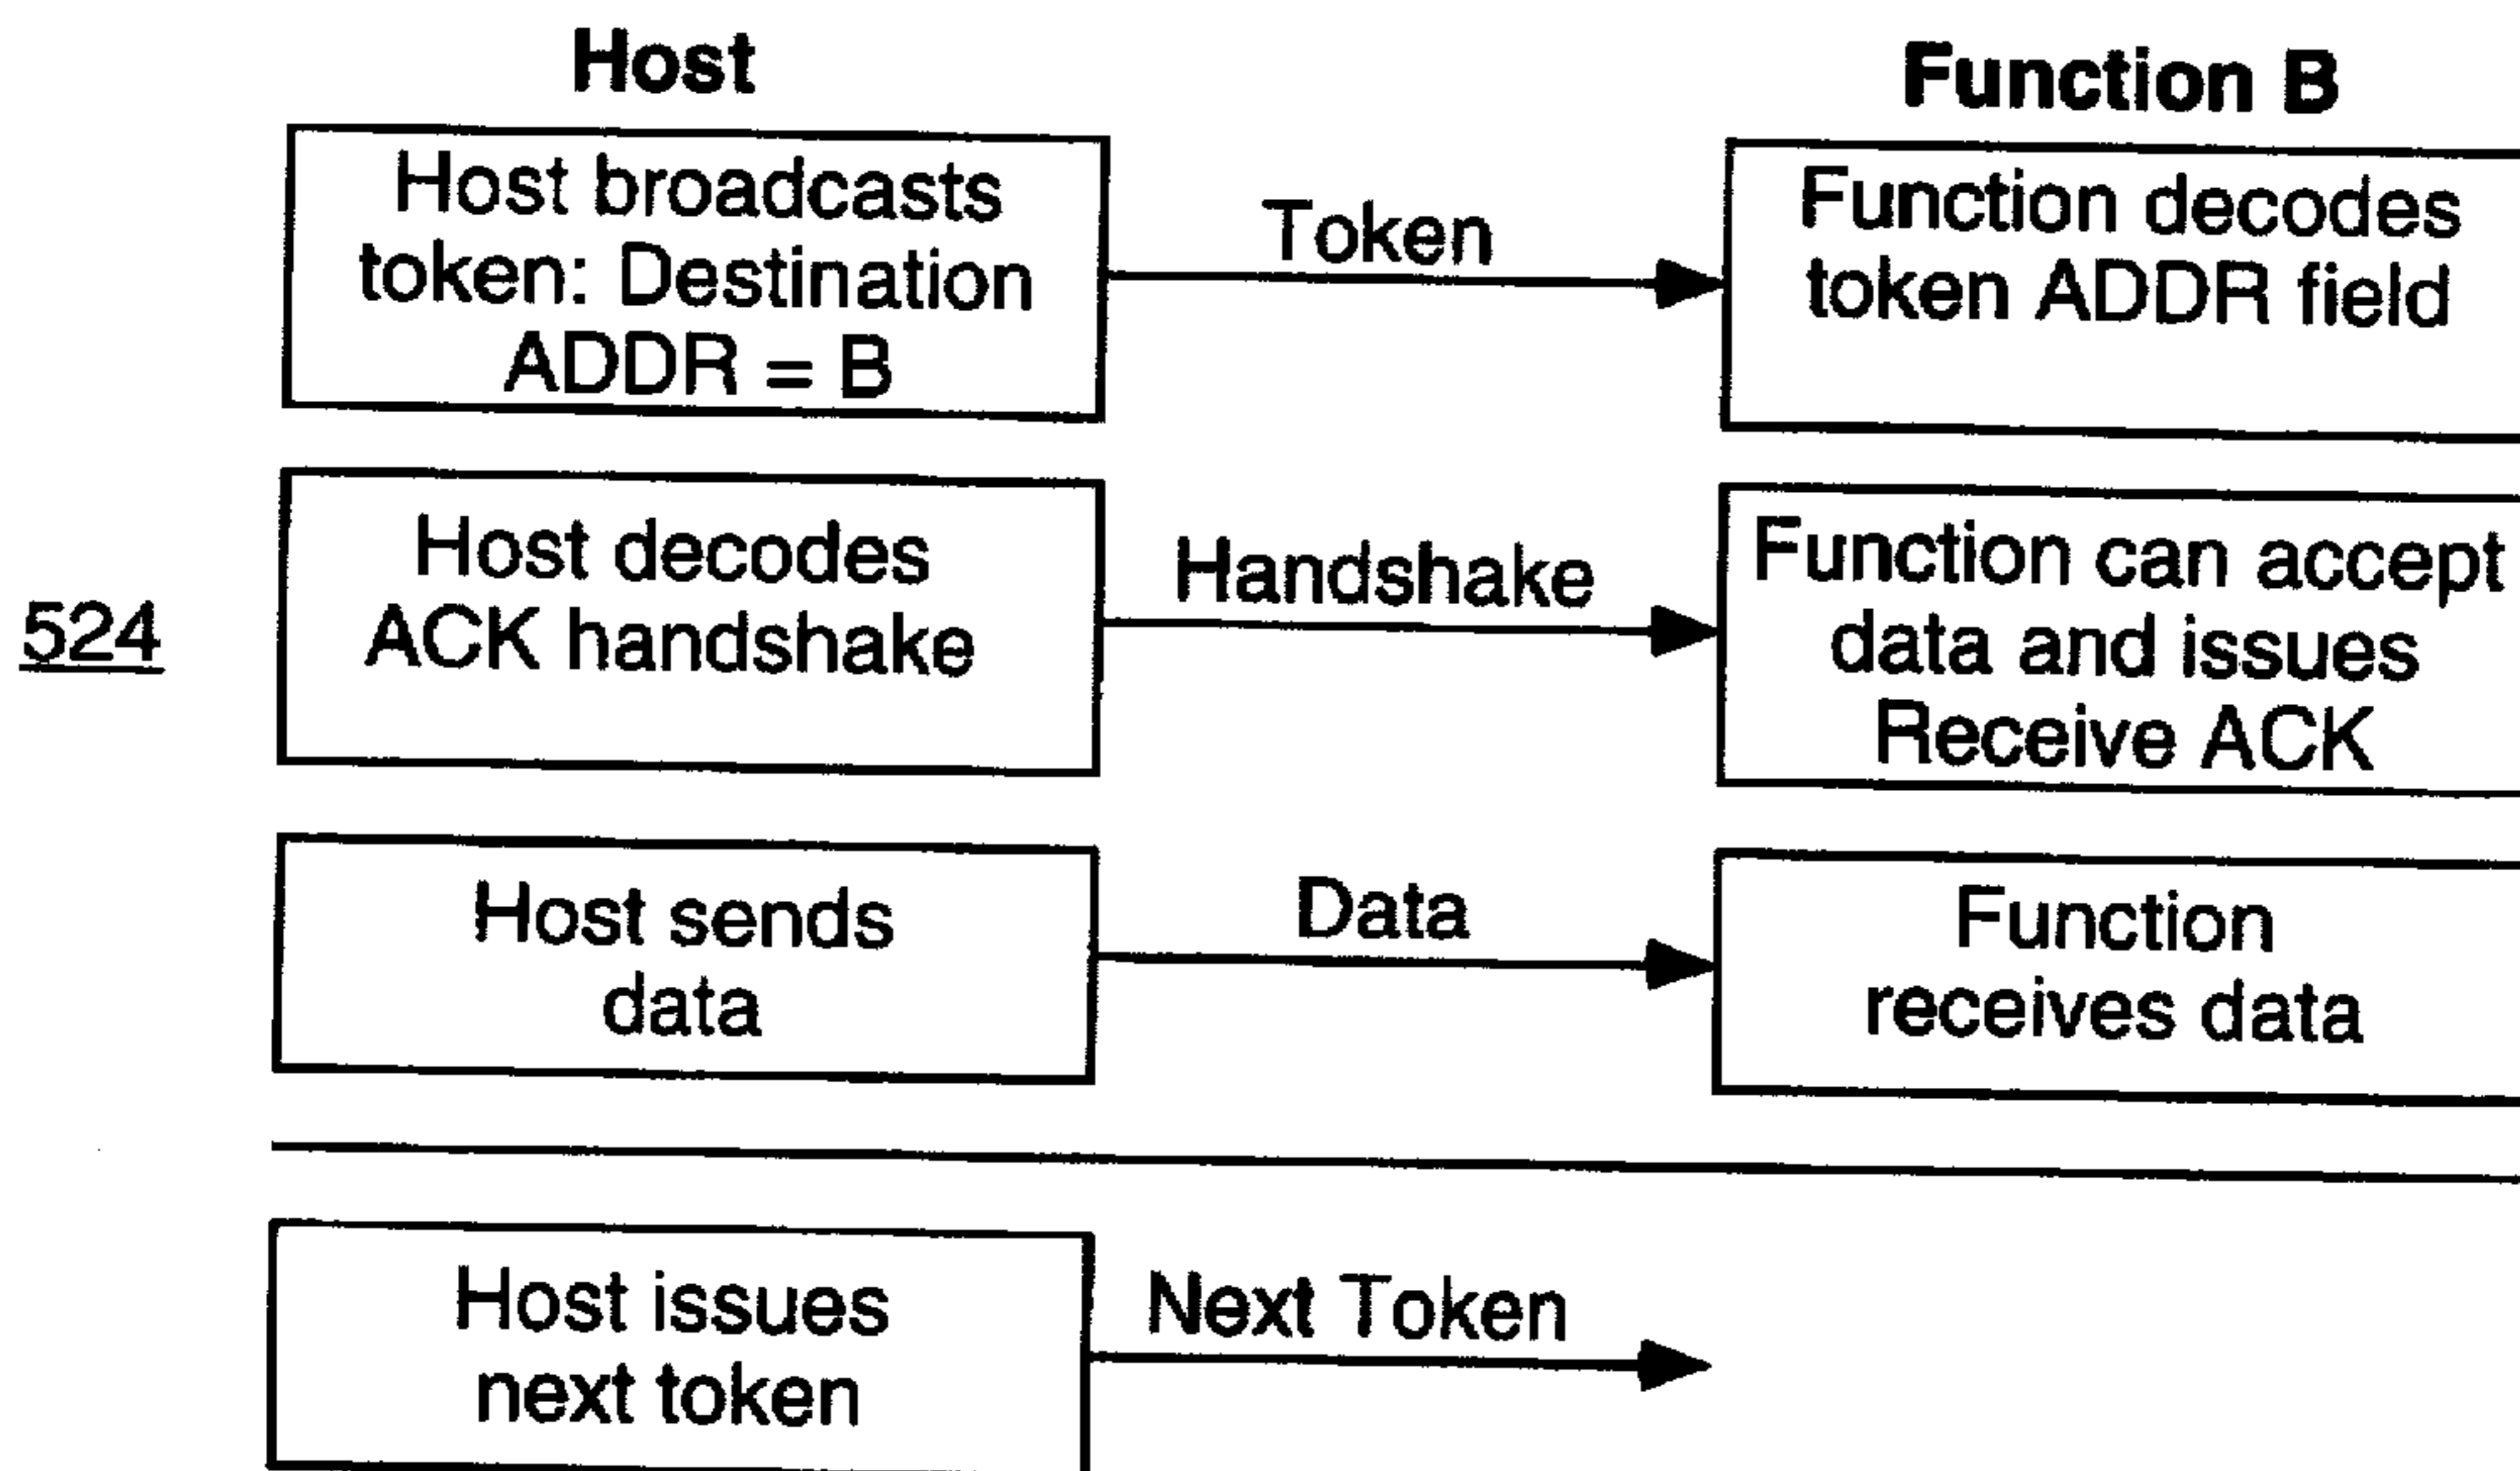 Host
Function B
Host broadcasts
token: Destination
ADDR = B
Token
Function decodes
token ADDR field
524
Host decodes
ACK handshake
Handshake
Function can accept
data and issues
Receive ACK
Host sends
data
Data
Function
receives data
Host issues
next token
Next Token